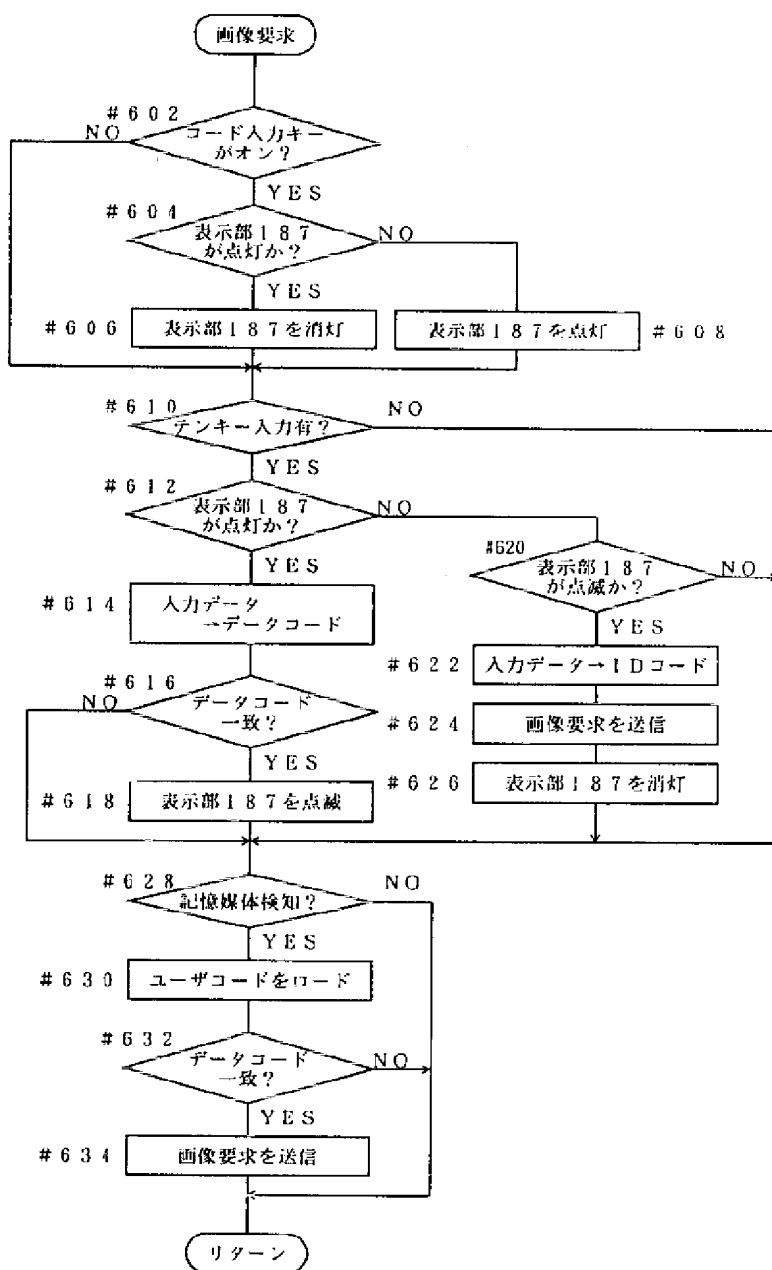 画像要求
#602
NO
コード入力キー
がオン?
YES
#604
表示部187
が点灯か?
NO
YES
#606
表示部187を消灯
表示部187を点灯
#608
#610
テンキー入力有?
NO
YES
#612
表示部187
が点灯か?
NO
#620
表示部187
が点滅か?
NO
YES
#614
入力データ
→データコード
YES
#622
入力データ→IDコード
#616
NO
データコード
一致?
#624
画像要求を送信
YES
#618
表示部187を点滅
#626
表示部187を消灯
#628
記憶媒体検知?
NO
YES
#630
ユーザコードをロード
#632
データコード
一致?
NO
YES
#634
画像要求を送信
リターン